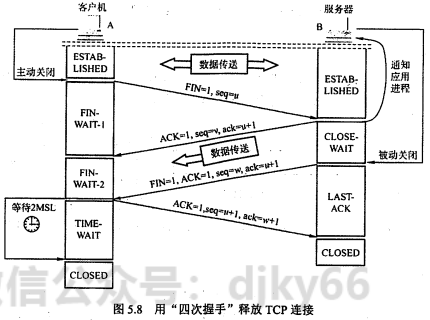 客户机
服务器
A
B
ESTAB-
LISHED
数据传送
通知
应用
进程
主动关闭
FIN=1, seq=u
ESTAB-
LISHED
FIN-
WAIT-1
ACK=1, seq=v, ack=u+1
CLOSE-
WAIT
数据传送
被动关闭
FIN-
WAIT-2
FIN=1, ACK=1, seq=w, ack=u+1
等待2MSL
ACK=1,seq=u+1, ack=w+1
LAST-
ACK
TIME-
WAIT
CLOSED
CLOSED
信公众号：djky66
图 5.8 用“四次握手”释放 TCP 连接